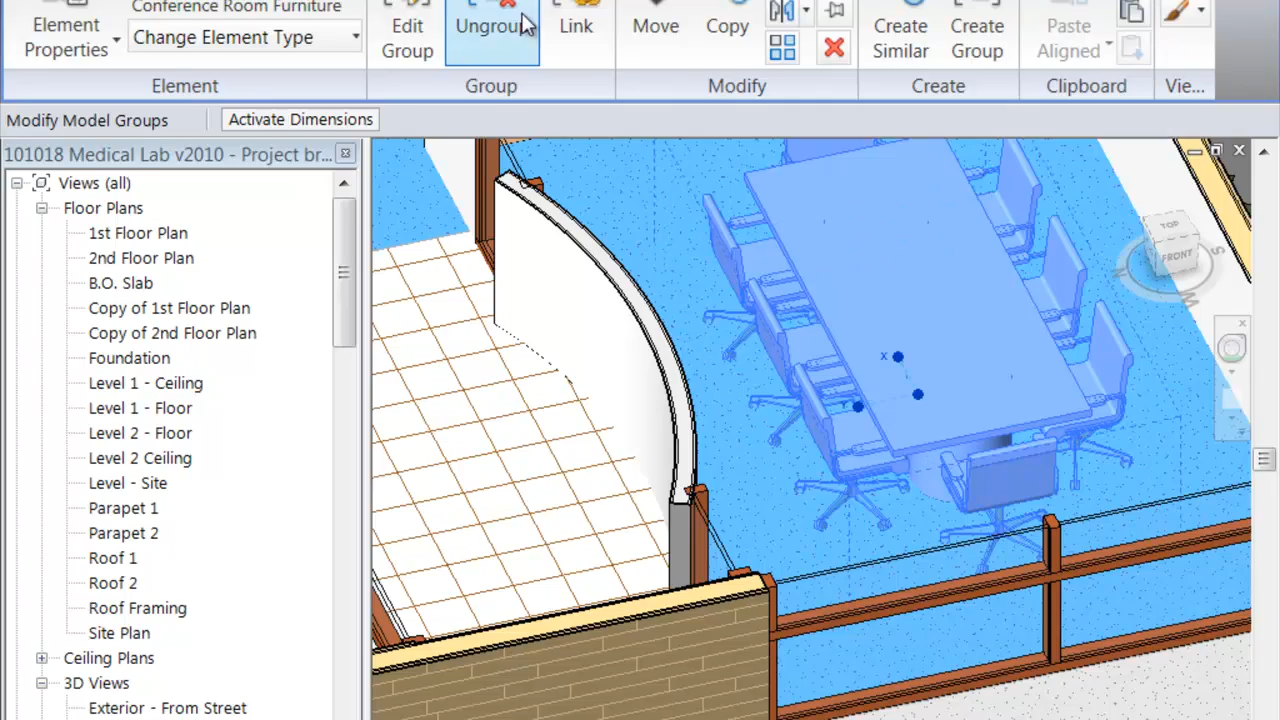 Conference Room Furniture
Element Properties
Change Element Type
Edit Group
Ungroup
Link
Move
Copy
Create Similar
Create Group
Paste Aligned
Element
Group
Modify
Create
Clipboard
Vie...
Modify Model Groups
Activate Dimensions
101018 Medical Lab v2010 - Project br...
Views (all)
Floor Plans
1st Floor Plan
2nd Floor Plan
B.O. Slab
Copy of 1st Floor Plan
Copy of 2nd Floor Plan
Foundation
Level 1 - Ceiling
Level 1 - Floor
Level 2 - Floor
Level 2 Ceiling
Level - Site
Parapet 1
Parapet 2
Roof 1
Roof 2
Roof Framing
Site Plan
Ceiling Plans
3D Views
Exterior - From Street
TOP
FRONT
S
X